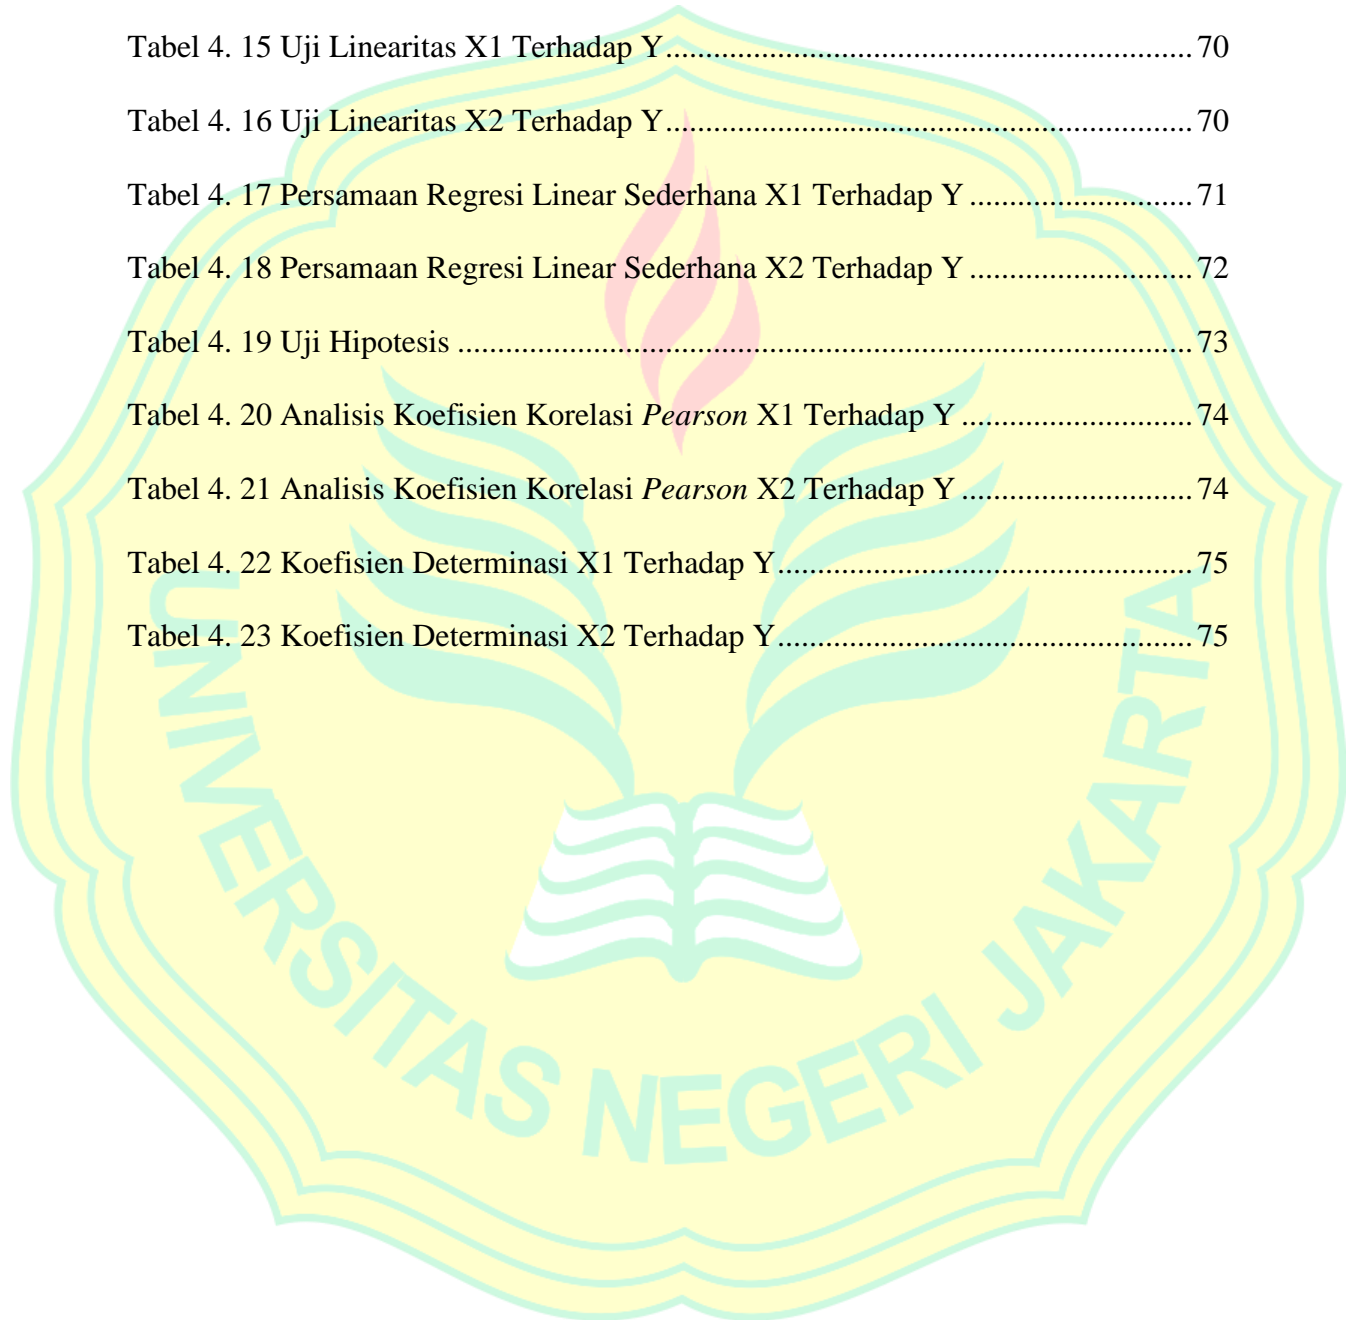 Tabel 4. 15 Uji Linearitas X1 Terhadap Y.................................................................. 70
Tabel 4. 16 Uji Linearitas X2 Terhadap Y.................................................................. 70
Tabel 4. 17 Persamaan Regresi Linear Sederhana X1 Terhadap Y............................ 71
Tabel 4. 18 Persamaan Regresi Linear Sederhana X2 Terhadap Y............................ 72
Tabel 4. 19 Uji Hipotesis............................................................................................ 73
Tabel 4. 20 Analisis Koefisien Korelasi Pearson X1 Terhadap Y............................. 74
Tabel 4. 21 Analisis Koefisien Korelasi Pearson X2 Terhadap Y............................. 74
Tabel 4. 22 Koefisien Determinasi X1 Terhadap Y.................................................... 75
Tabel 4. 23 Koefisien Determinasi X2 Terhadap Y.................................................... 75
UNIVERSITAS NEGERI JAKARTA